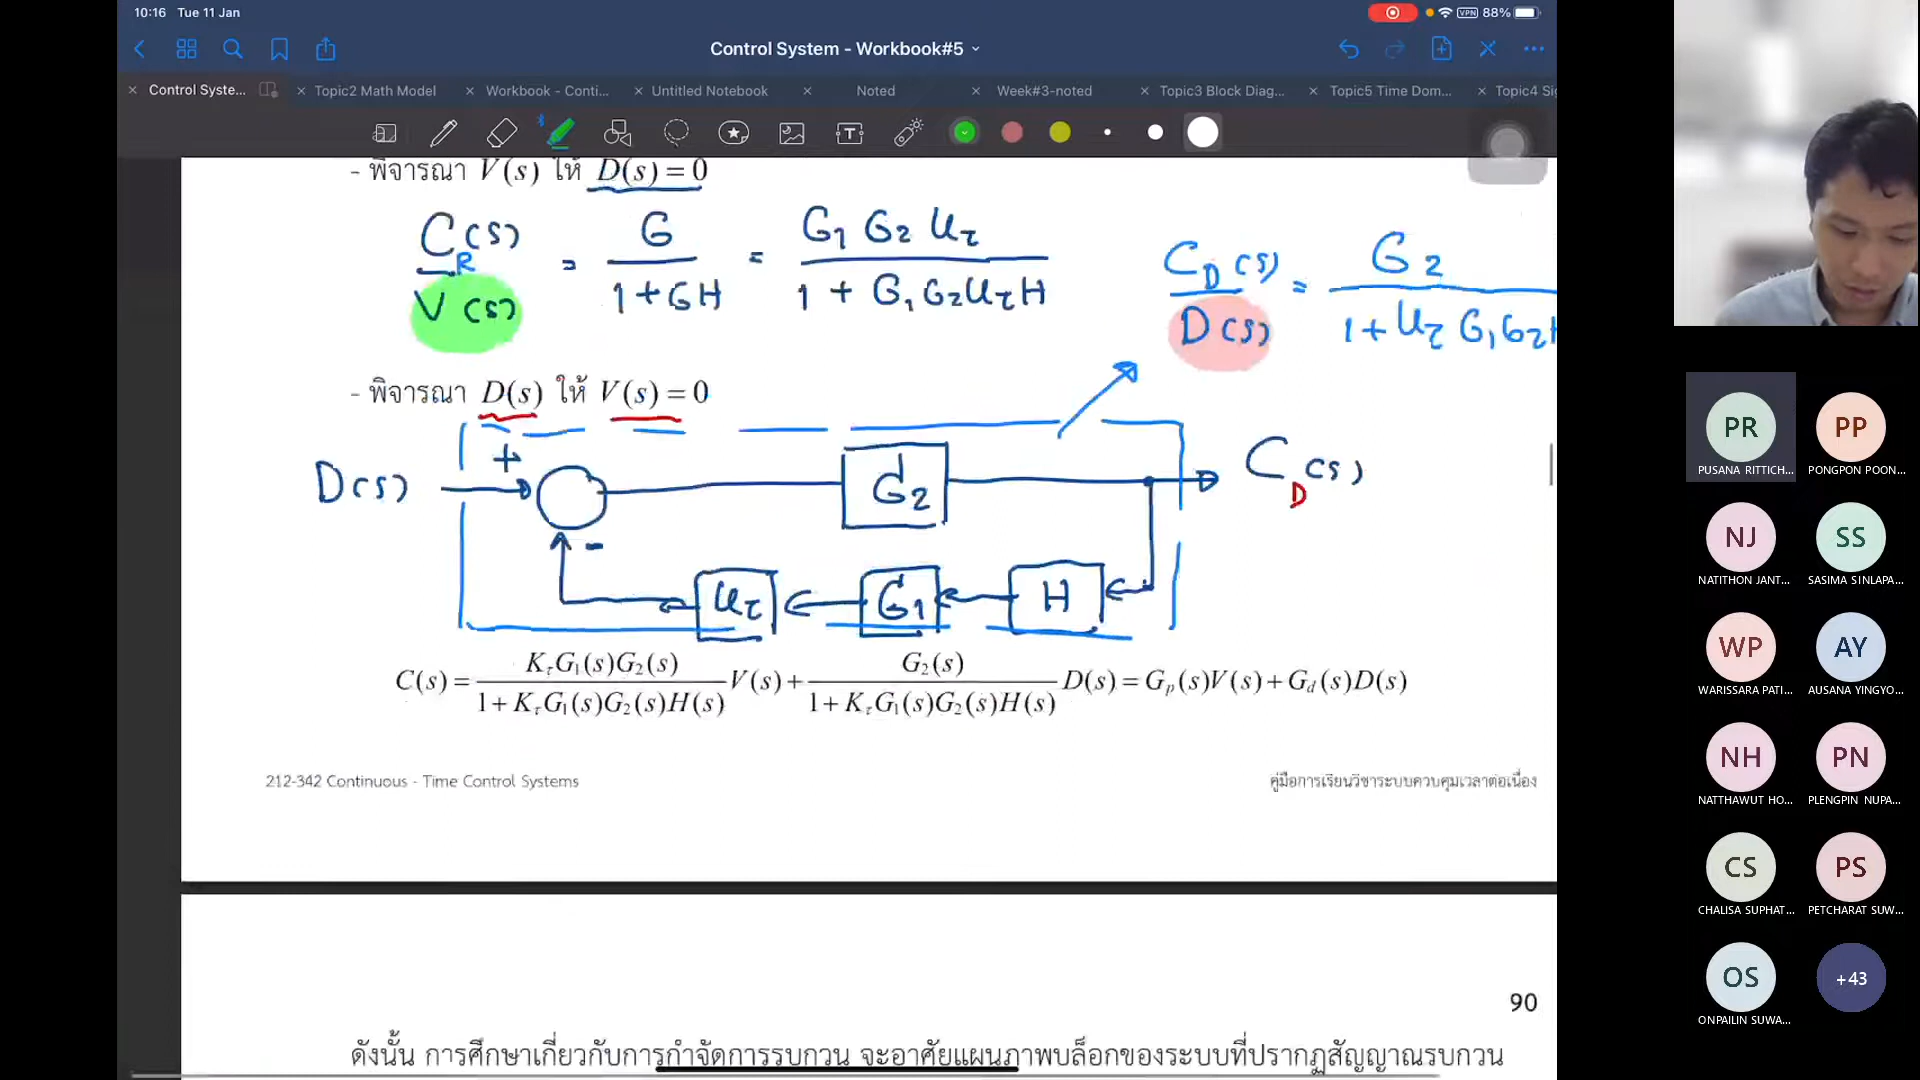 10:16 Tue 11 Jan
VPN 88%
Control System - Workbook#5
Control Syste...
Topic2 Math Model
Workbook - Conti...
Untitled Notebook
Noted
Week#3-noted
Topic3 Block Diag...
Topic5 Time Dom...
Topic4 Si
- พิจารณา V(s) ให้ D(s) = 0
C_R(s) / V(s) = G / 1+GH = G1 G2 Kτ / 1 + G1G2KτH
C_D(s) / D(s) = G2 / 1+Kτ G1G2H
- พิจารณา D(s) ให้ V(s) = 0
D(s) + - G2 C_D(s)
Kτ G1 H
C(s) = KτG1(s)G2(s) / 1+KτG1(s)G2(s)H(s) V(s) + G2(s) / 1+KτG1(s)G2(s)H(s) D(s) = Gp(s)V(s)+Gd(s)D(s)
212-342 Continuous - Time Control Systems
คู่มือการเรียนวิชาระบบควบคุมเวลาต่อเนื่อง
90
ดังนั้น การศึกษาเกี่ยวกับการกำจัดการรบกวน จะอาศัยแผนภาพบล็อกของระบบที่ปรากฏสัญญาณรบกวน
PR PP
PUSANA RITTICH... PONGPON POON...
NJ SS
NATITHON JANT... SASIMA SINLAPA...
WP AY
WARISSARA PATI... AUSANA YINGYO...
NH PN
NATTHAWUT HO... PLENGPIN NUPA...
CS PS
CHALISA SUPHAT... PETCHARAT SUW...
OS +43
ONPAILIN SUWA...